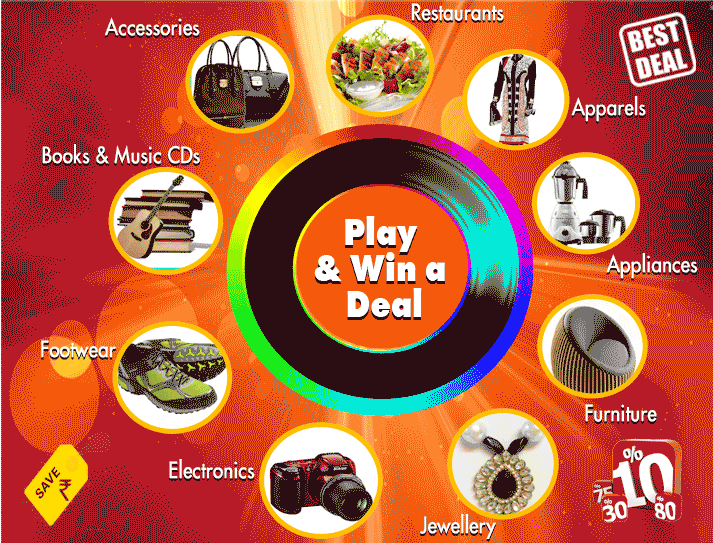 Restaurants
Accessories
BEST
DEAL
Apparels
Books & Music CDs
Play
& Win a
Deal
Appliances
Footwear
Furniture
SAVE
₹
Electronics
%
10
%
75
%
30
%
80
Jewellery